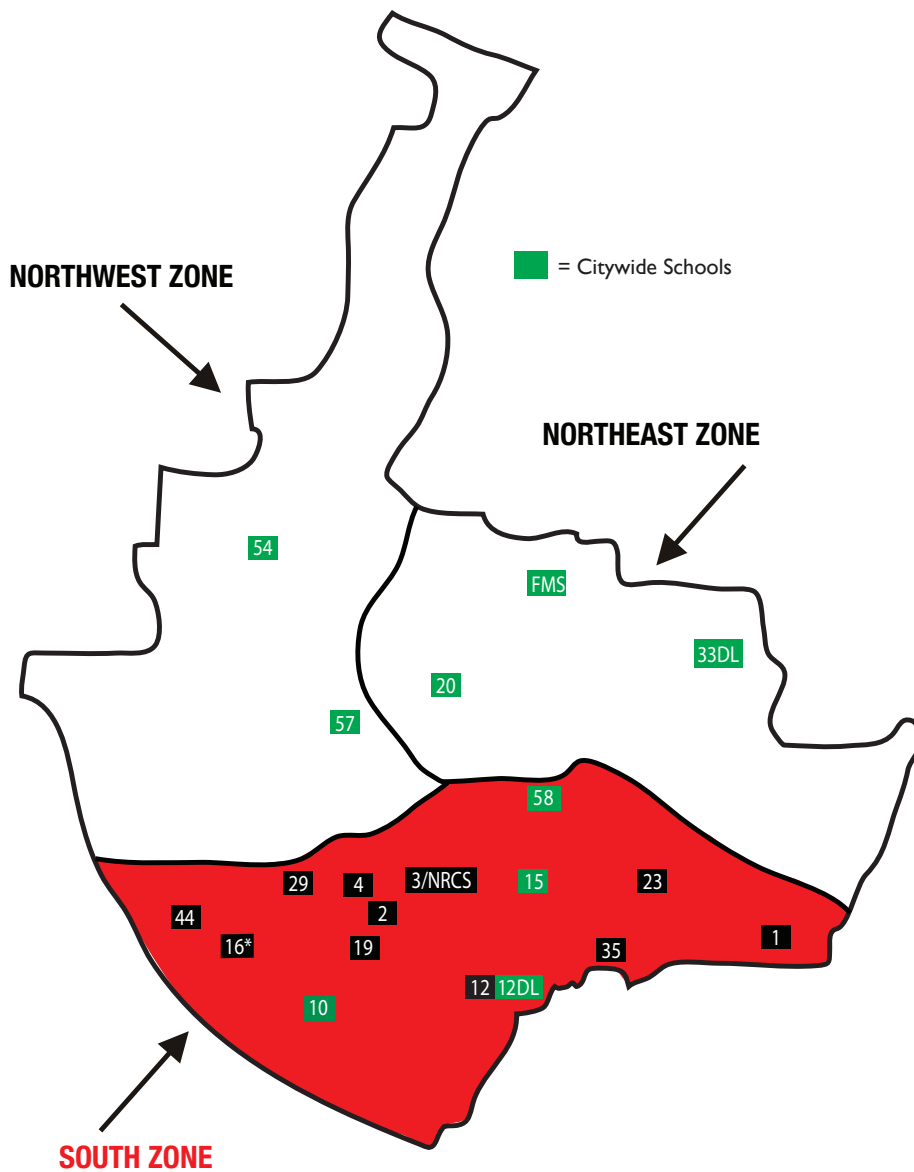 = Citywide Schools
NORTHWEST ZONE
NORTHEAST ZONE
54
FMS
33DL
20
57
58
29
4
3/NRCS
15
23
44
2
16*
19
35
1
12
12DL
10
SOUTH ZONE